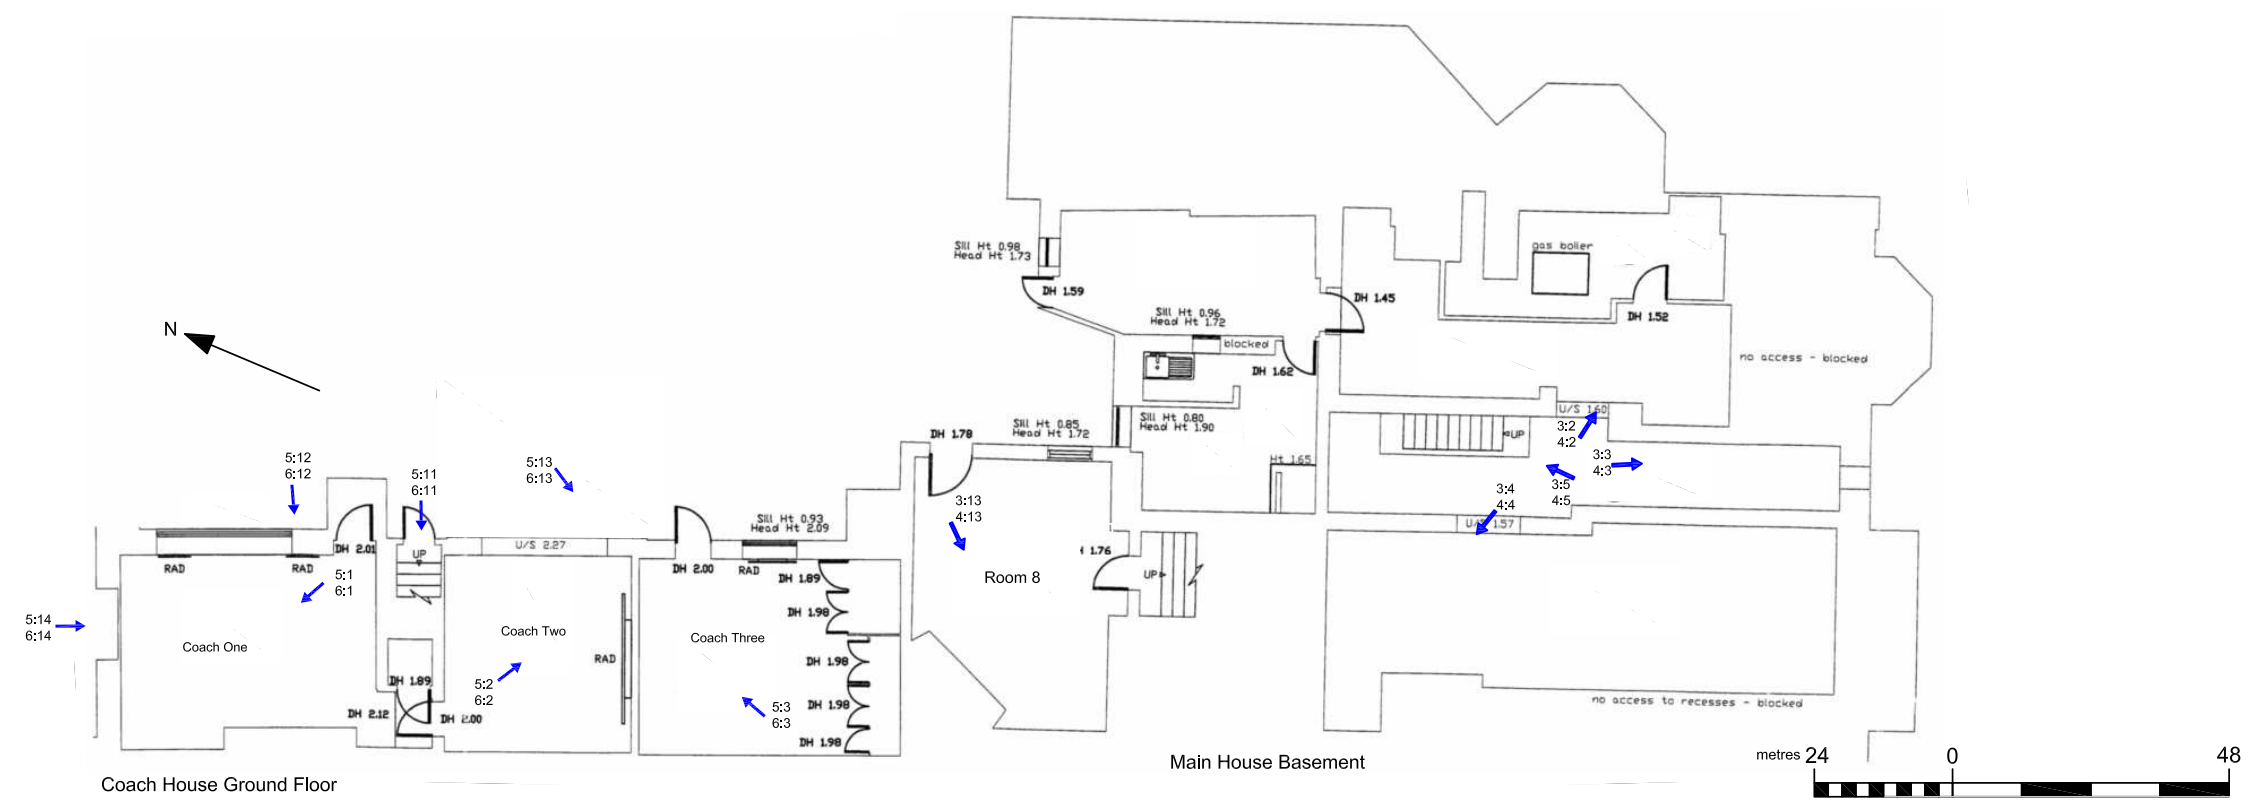 Sill Ht 0.98
Head Ht 1.73
gas boiler
DH 1.59
DH 1.45
Sill Ht 0.96
Head Ht 1.72
DH 1.52
N
blocked
no access - blocked
DH 1.62
U/S 1.60
Sill Ht 0.80
Head Ht 1.90
Sill Ht 0.85
Head Ht 1.72
DH 1.78
3:2
4:2
UP
3:3
4:3
Ht 1.65
5:12
6:12
5:11
6:11
5:13
6:13
3:5
4:5
3:4
4:4
3:13
4:13
Sill Ht 0.93
Head Ht 2.09
U/S 1.57
DH 2.01
UP
U/S 2.27
1.76
RAD
RAD
DH 2.00
RAD
DH 1.89
Room 8
UP
5:1
6:1
DH 1.98
5:14
6:14
Coach One
Coach Two
Coach Three
RAD
DH 1.98
DH 1.89
5:2
6:2
DH 1.98
no access to recesses - blocked
DH 2.12
DH 2.00
5:3
6:3
DH 1.98
Main House Basement
metres 24 0 48
Coach House Ground Floor